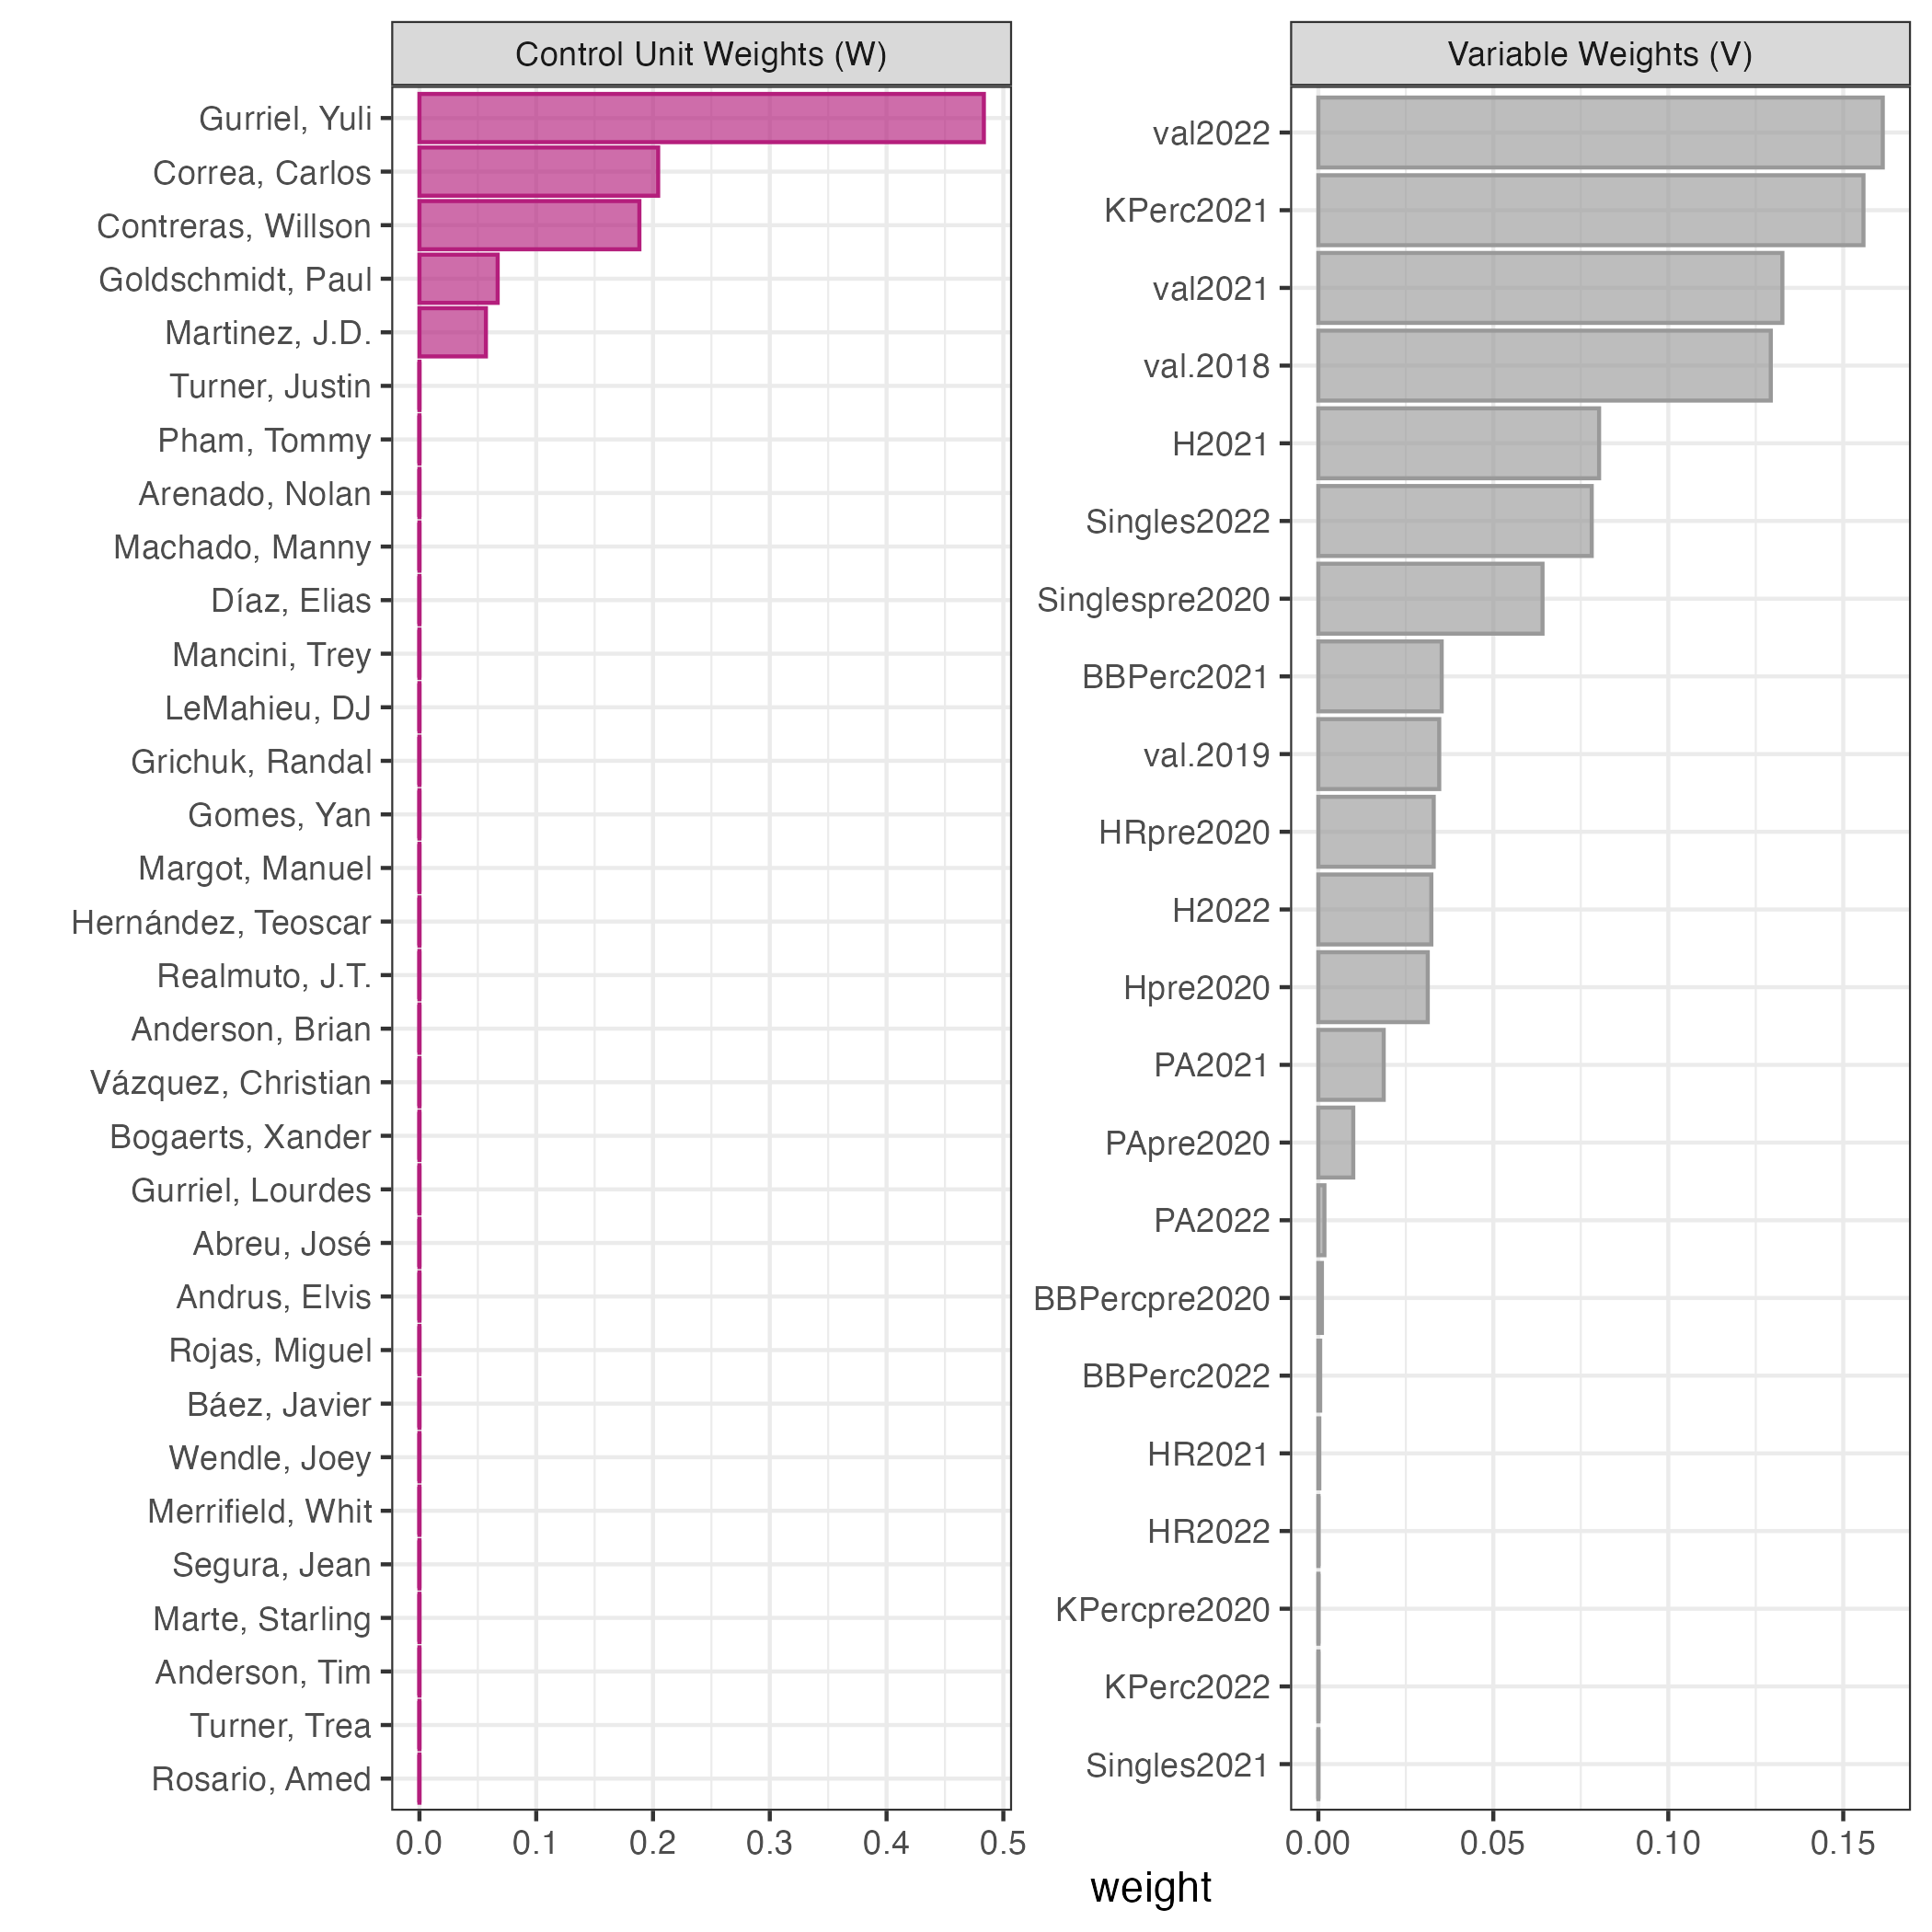 Control Unit Weights (W)
Gurriel, Yuli
Correa, Carlos
Contreras, Willson
Goldschmidt, Paul
Martinez, J.D.
Turner, Justin
Pham, Tommy
Arenado, Nolan
Machado, Manny
Díaz, Elias
Mancini, Trey
LeMahieu, DJ
Grichuk, Randal
Gomes, Yan
Margot, Manuel
Hernández, Teoscar
Realmuto, J.T.
Anderson, Brian
Vázquez, Christian
Bogaerts, Xander
Gurriel, Lourdes
Abreu, José
Andrus, Elvis
Rojas, Miguel
Báez, Javier
Wendle, Joey
Merrifield, Whit
Segura, Jean
Marte, Starling
Anderson, Tim
Turner, Trea
Rosario, Amed
0.0 0.1 0.2 0.3 0.4 0.5
Variable Weights (V)
val2022
KPerc2021
val2021
val.2018
H2021
Singles2022
Singlespre2020
BBPerc2021
val.2019
HRpre2020
H2022
Hpre2020
PA2021
PApre2020
PA2022
BBPercpre2020
BBPerc2022
HR2021
HR2022
KPercpre2020
KPerc2022
Singles2021
0.00 0.05 0.10 0.15
weight